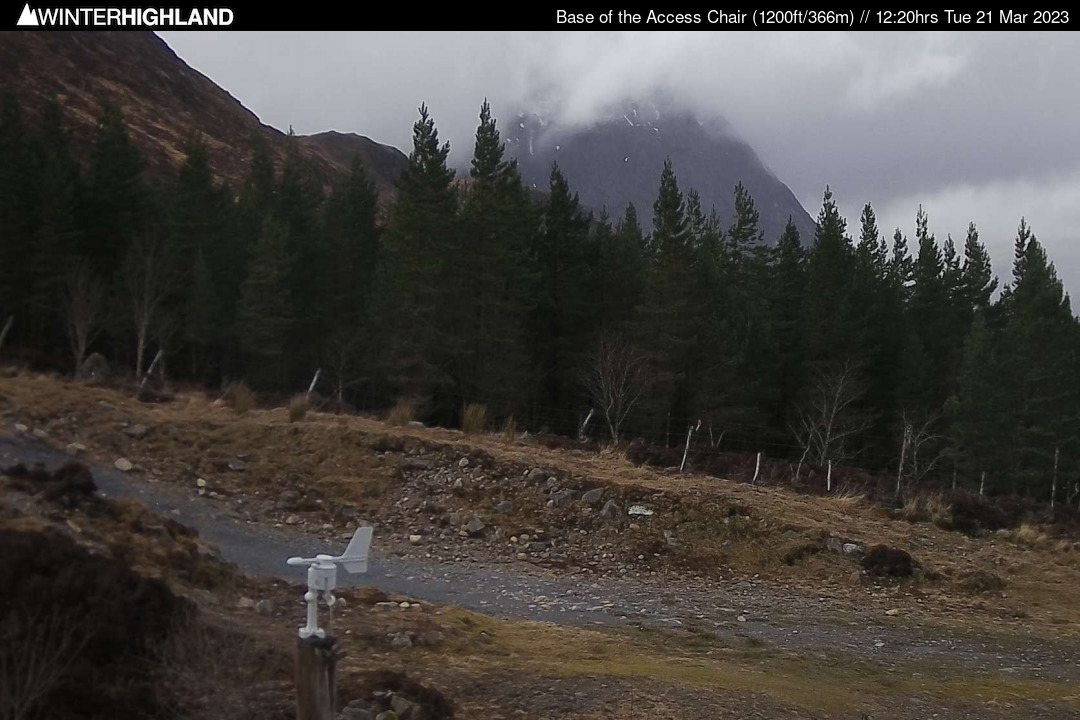 WINTERHIGHLAND
Base of the Access Chair (1200ft/366m) // 12:20hrs Tue 21 Mar 2023